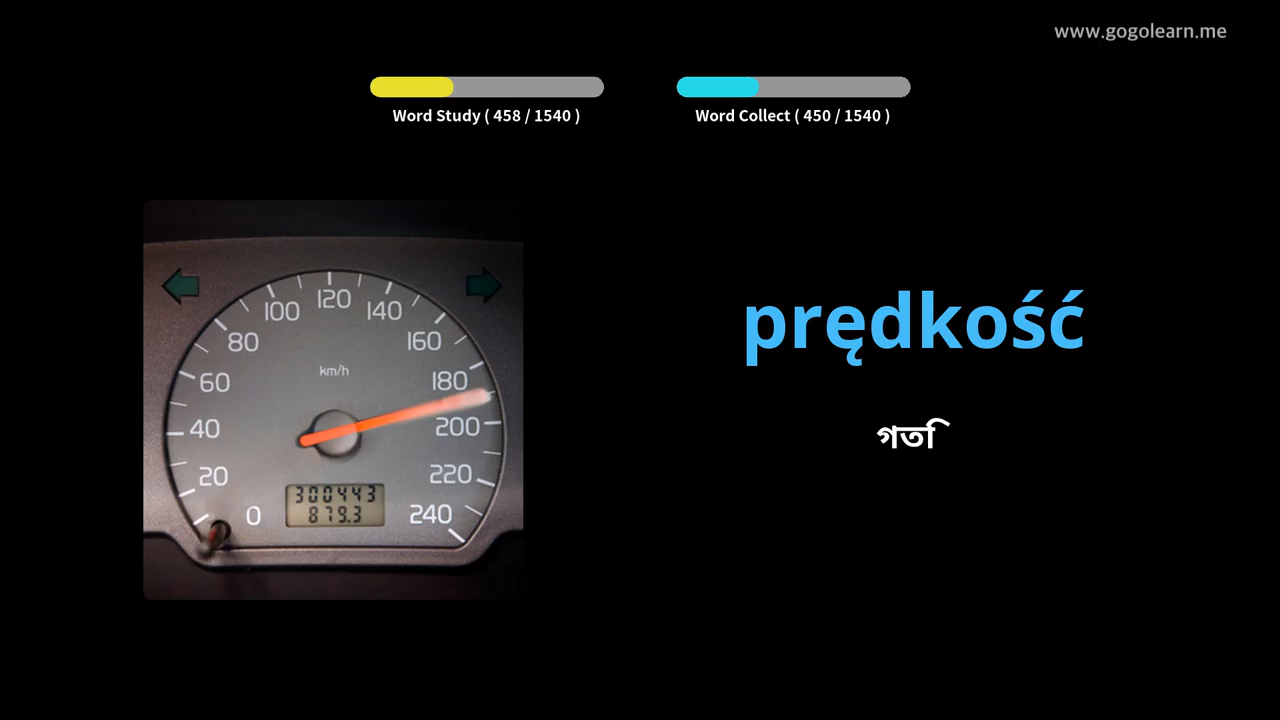 www.gogolearn.me
Word Study ( 458 / 1540 )
Word Collect ( 450 / 1540 )
120
100
140
80
160
km/h
60
180
40
200
20
220
300443
0
240
879.3
prędkość
গতি